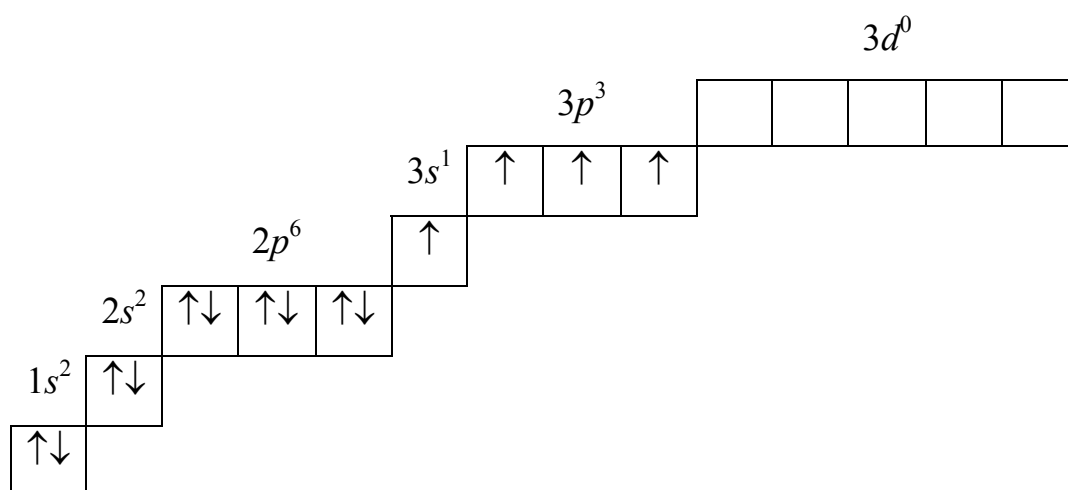 3d⁰
3p³
↑ ↑ ↑
3s¹
↑
2p⁶
↑↓ ↑↓ ↑↓
2s²
↑↓
1s²
↑↓